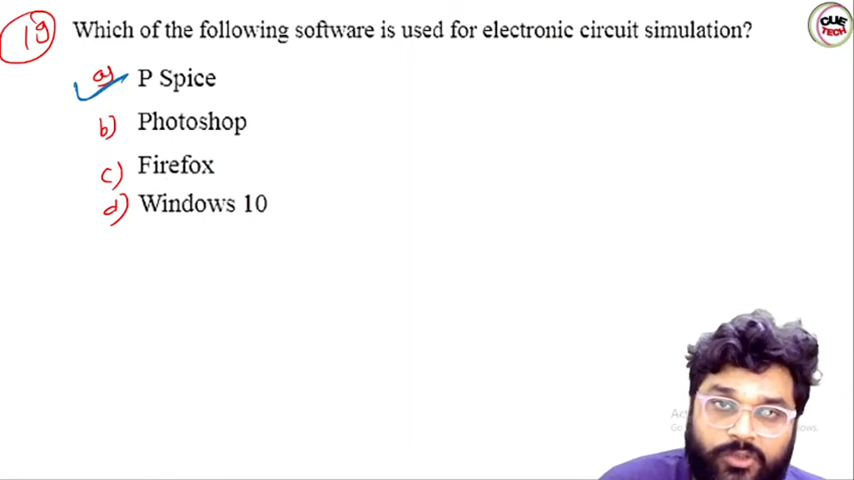 19 Which of the following software is used for electronic circuit simulation?
CUE
TECH
a) P Spice
b) Photoshop
c) Firefox
d) Windows 10